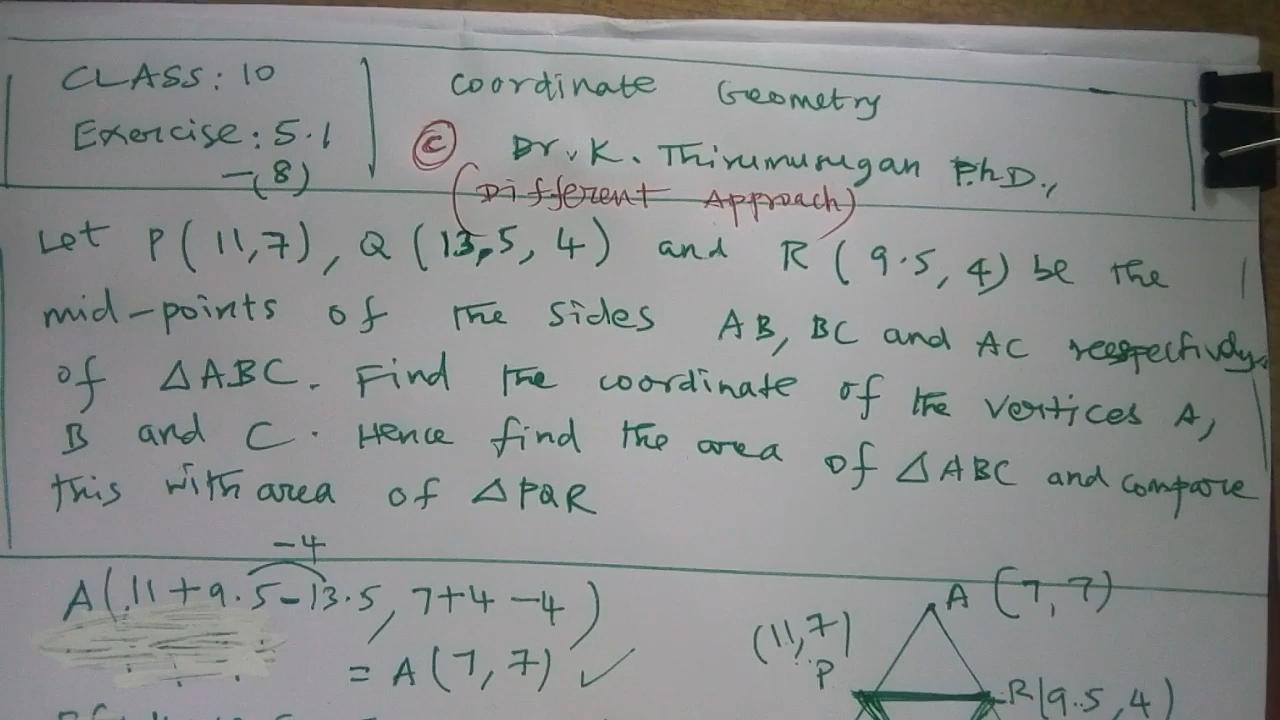 CLASS: 10
Exercise: 5.1
-(8)
Coordinate Geometry
© Dr. K. Thirumurugan Ph.D.,
(Different Approach)
Let P(11,7), Q(13.5, 4) and R(9.5, 4) be the
mid-points of the sides AB, BC and AC respectively
of ΔABC. Find the coordinate of the vertices A,
B and C. Hence find the area of ΔABC and compare
this with area of ΔPQR
-4
A(11+9.5-13.5, 7+4-4)
= A(7,7) ✓
A (7,7)
(11,7)
P
R(9.5,4)